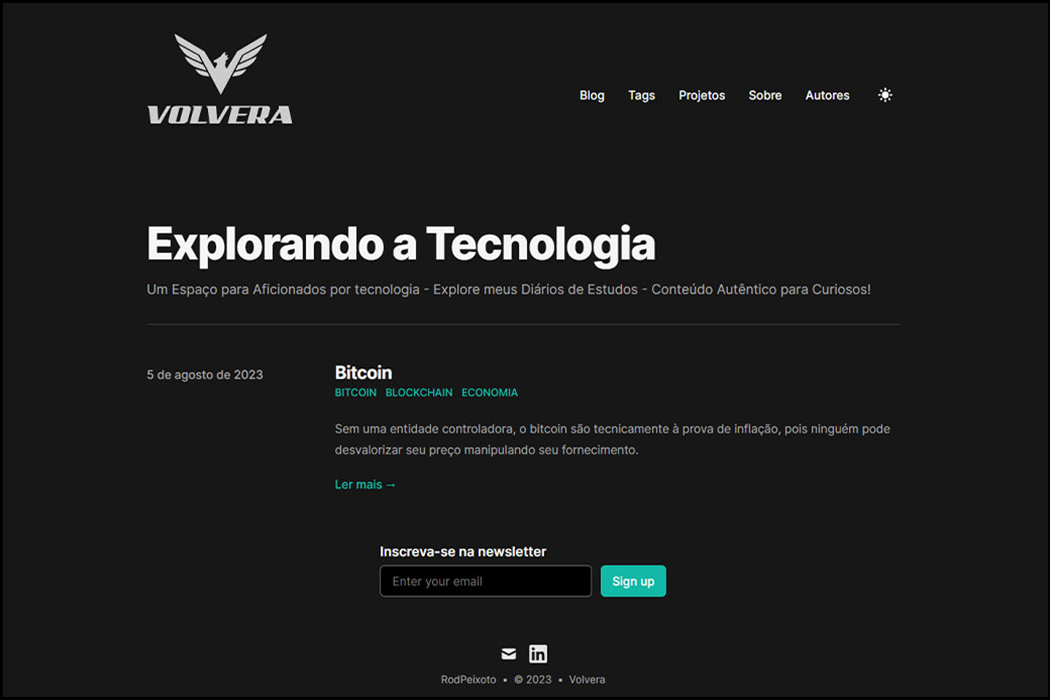 VOLVERA
Blog Tags Projetos Sobre Autores
Explorando a Tecnologia
Um Espaço para Aficionados por tecnologia - Explore meus Diários de Estudos - Conteúdo Autêntico para Curiosos!
5 de agosto de 2023
Bitcoin
BITCOIN BLOCKCHAIN ECONOMIA
Sem uma entidade controladora, o bitcoin são tecnicamente à prova de inflação, pois ninguém pode
desvalorizar seu preço manipulando seu fornecimento.
Ler mais →
Inscreva-se na newsletter
Enter your email Sign up
in
RodPeixoto • © 2023 • Volvera